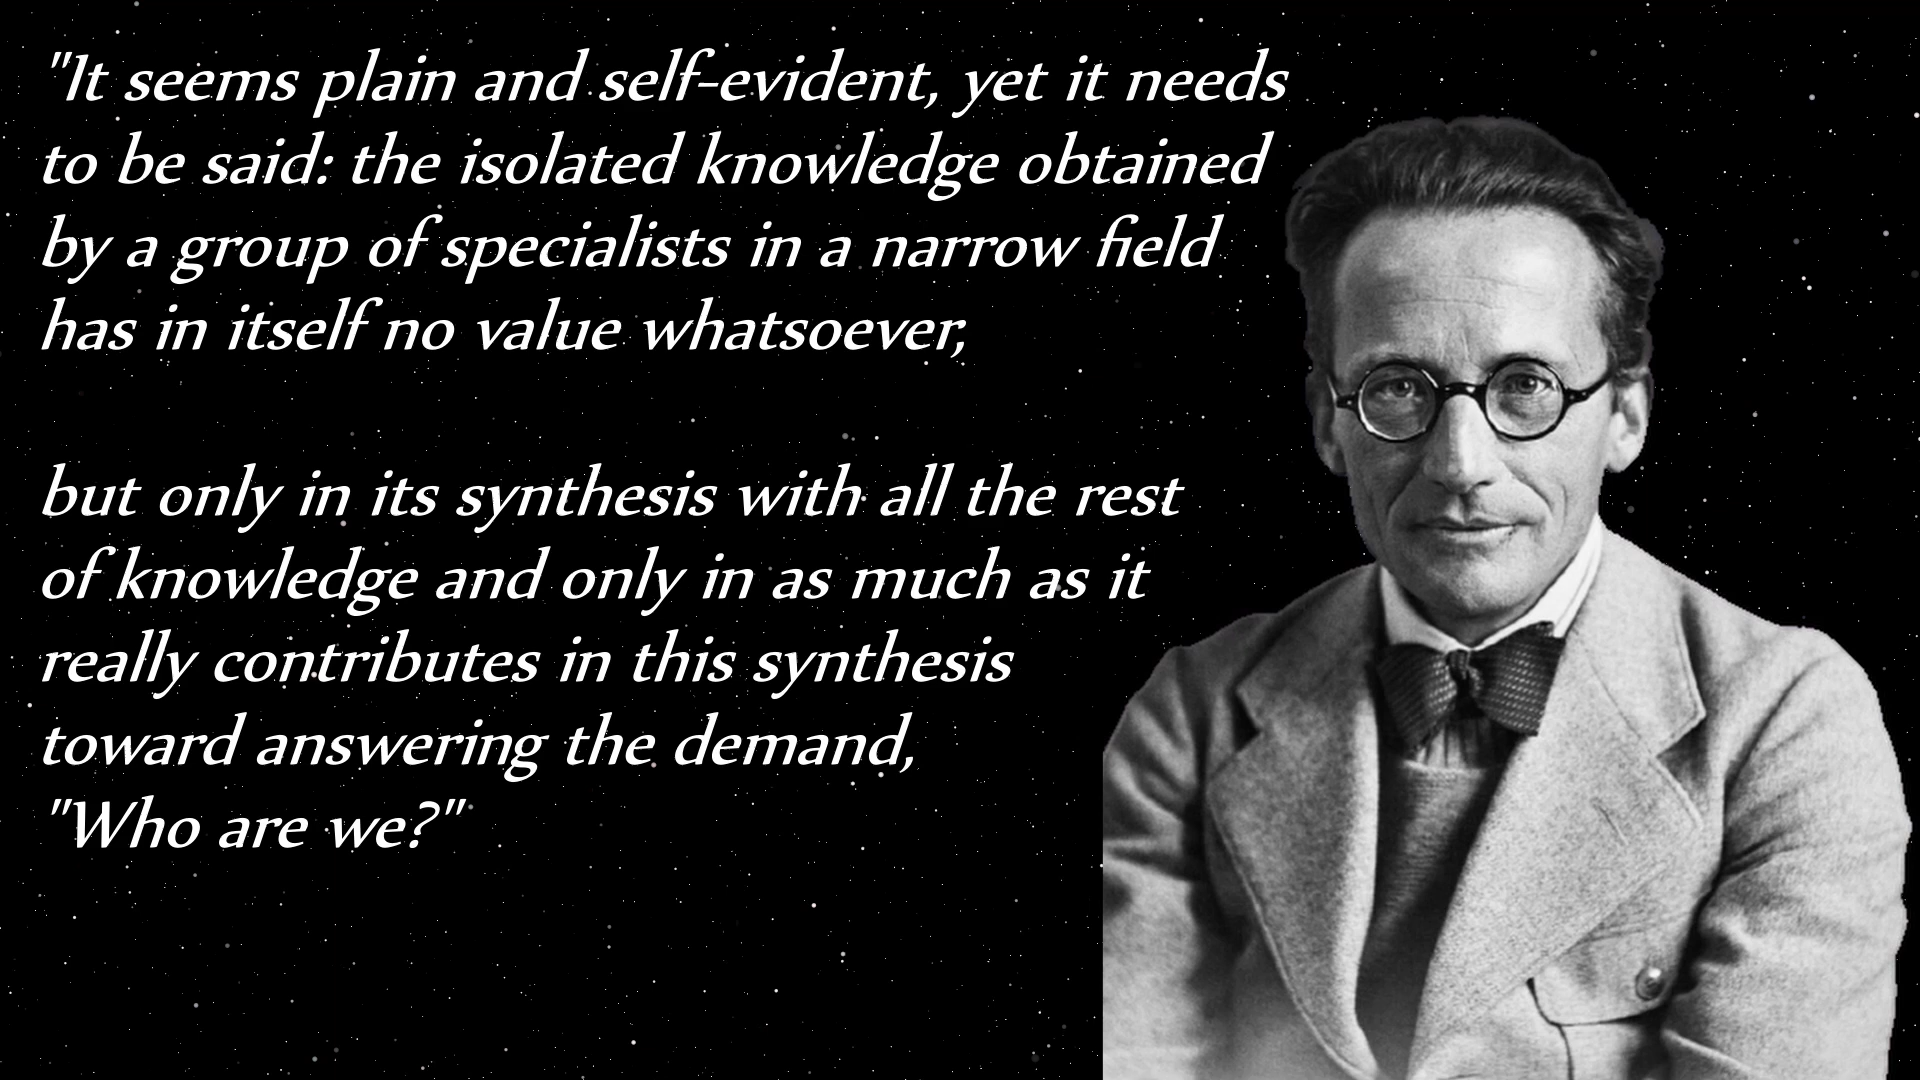 "It seems plain and self-evident, yet it needs
to be said: the isolated knowledge obtained
by a group of specialists in a narrow field
has in itself no value whatsoever,
but only in its synthesis with all the rest
of knowledge and only in as much as it
really contributes in this synthesis
toward answering the demand,
"Who are we?"